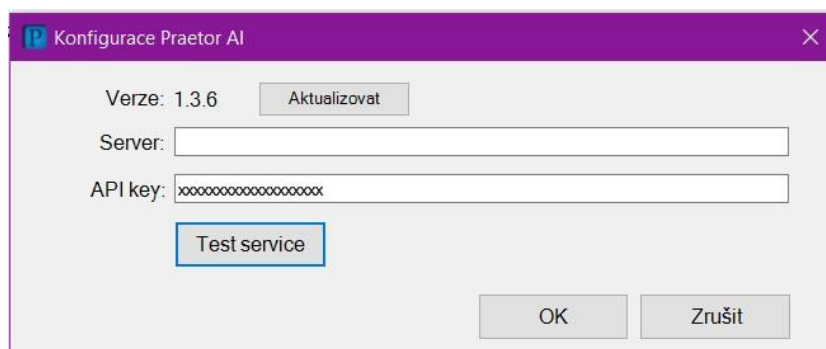 Konfigurace Praetor AI
Verze: 1.3.6 Aktualizovat
Server:
API key: xxxxxxxxxxxxxxxxxxx
Test service
OK Zrušit